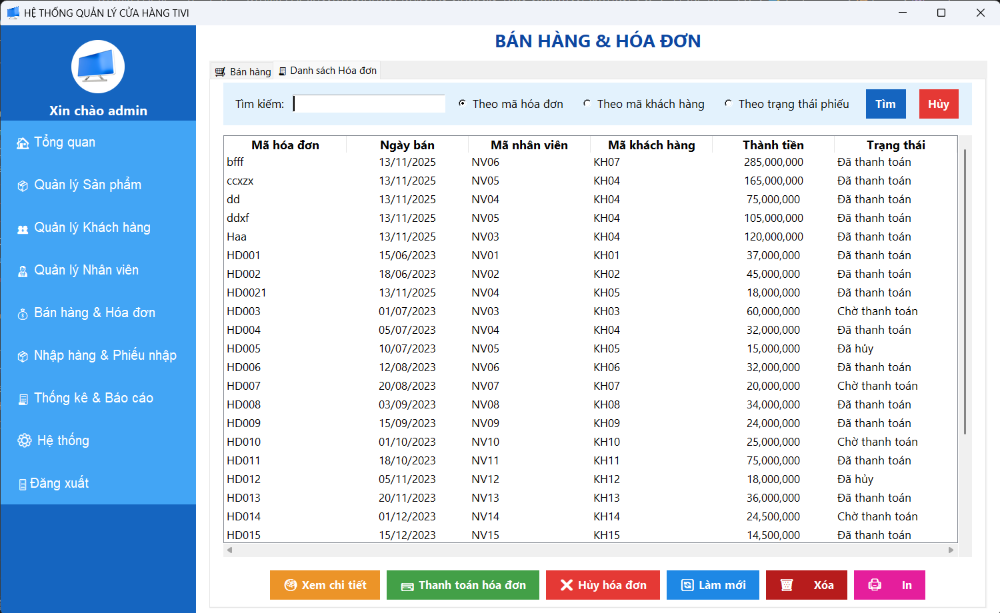 HỆ THỐNG QUẢN LÝ CỬA HÀNG TIVI
Xin chào admin
Tổng quan
Quản lý Sản phẩm
Quản lý Khách hàng
Quản lý Nhân viên
Bán hàng & Hóa đơn
Nhập hàng & Phiếu nhập
Thống kê & Báo cáo
Hệ thống
Đăng xuất
BÁN HÀNG & HÓA ĐƠN
Bán hàng Danh sách Hóa đơn
Tìm kiếm: Theo mã hóa đơn Theo mã khách hàng Theo trạng thái phiếu Tìm Hủy
Mã hóa đơn Ngày bán Mã nhân viên Mã khách hàng Thành tiền Trạng thái
bfff 13/11/2025 NV06 KH07 285,000,000 Đã thanh toán
ccxzx 13/11/2025 NV05 KH04 165,000,000 Đã thanh toán
dd 13/11/2025 NV04 KH04 75,000,000 Đã thanh toán
ddxf 13/11/2025 NV05 KH04 105,000,000 Đã thanh toán
Haa 13/11/2025 NV03 KH04 120,000,000 Đã thanh toán
HD001 15/06/2023 NV01 KH01 37,000,000 Đã thanh toán
HD002 18/06/2023 NV02 KH02 45,000,000 Đã thanh toán
HD0021 13/11/2025 NV04 KH05 18,000,000 Đã thanh toán
HD003 01/07/2023 NV03 KH03 60,000,000 Chờ thanh toán
HD004 05/07/2023 NV04 KH04 32,000,000 Đã thanh toán
HD005 10/07/2023 NV05 KH05 15,000,000 Đã hủy
HD006 12/08/2023 NV06 KH06 32,000,000 Đã thanh toán
HD007 20/08/2023 NV07 KH07 20,000,000 Chờ thanh toán
HD008 03/09/2023 NV08 KH08 34,000,000 Đã thanh toán
HD009 15/09/2023 NV09 KH09 24,000,000 Đã thanh toán
HD010 01/10/2023 NV10 KH10 25,000,000 Chờ thanh toán
HD011 18/10/2023 NV11 KH11 75,000,000 Đã thanh toán
HD012 05/11/2023 NV12 KH12 18,000,000 Đã hủy
HD013 20/11/2023 NV13 KH13 36,000,000 Đã thanh toán
HD014 01/12/2023 NV14 KH14 24,500,000 Chờ thanh toán
HD015 15/12/2023 NV15 KH15 14,500,000 Đã thanh toán
Xem chi tiết Thanh toán hóa đơn Hủy hóa đơn Làm mới Xóa In